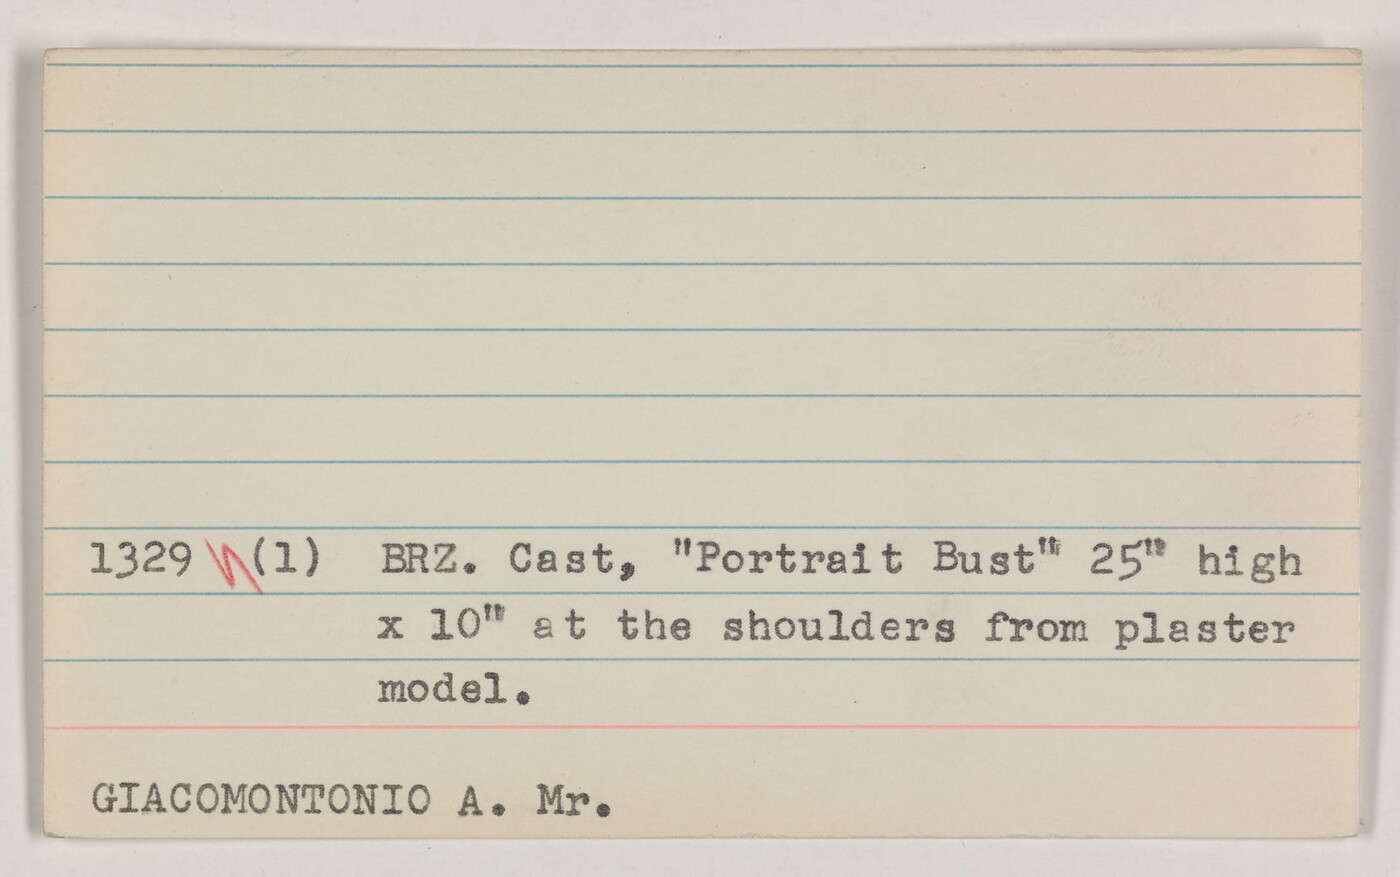 1329 (1) BRZ. Cast, "Portrait Bust" 25" high
x 10" at the shoulders from plaster
model.
GIACOMONTONIO A. Mr.